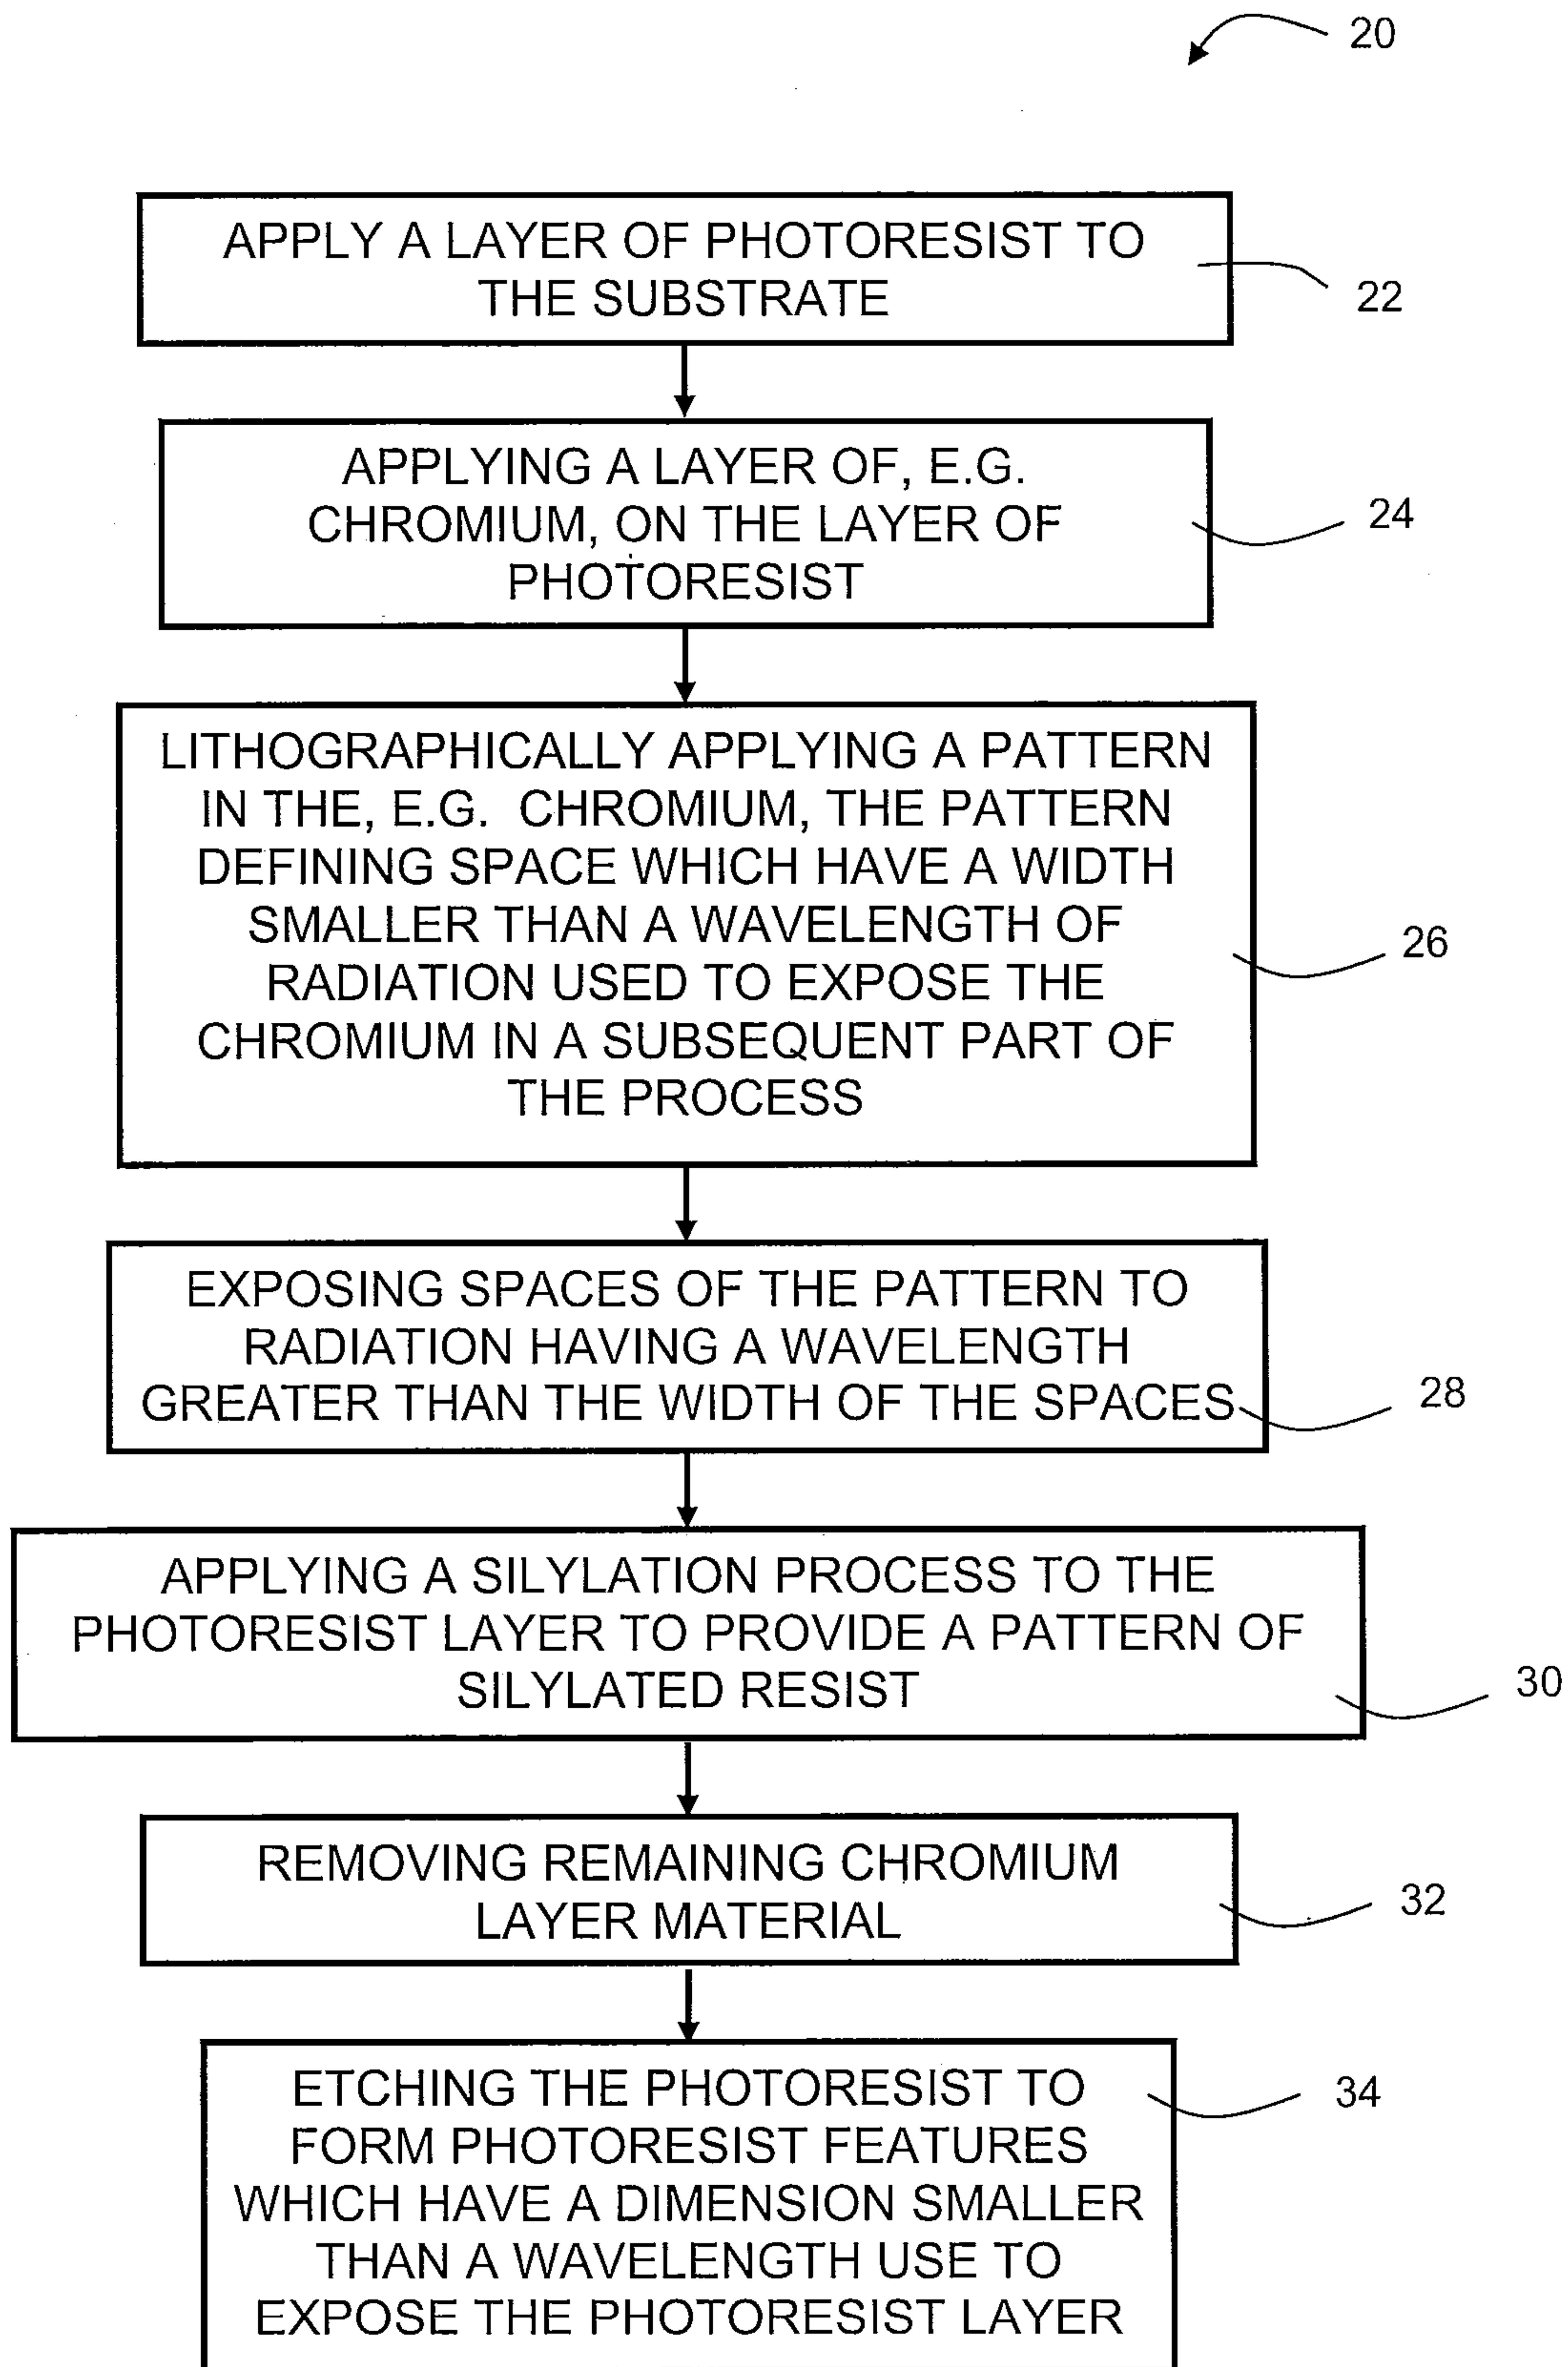 20
APPLY A LAYER OF PHOTORESIST TO
THE SUBSTRATE
22
APPLYING A LAYER OF, E.G.
CHROMIUM, ON THE LAYER OF
PHOTORESIST
24
LITHOGRAPHICALLY APPLYING A PATTERN
IN THE, E.G. CHROMIUM, THE PATTERN
DEFINING SPACE WHICH HAVE A WIDTH
SMALLER THAN A WAVELENGTH OF
RADIATION USED TO EXPOSE THE
CHROMIUM IN A SUBSEQUENT PART OF
THE PROCESS
26
EXPOSING SPACES OF THE PATTERN TO
RADIATION HAVING A WAVELENGTH
GREATER THAN THE WIDTH OF THE SPACES
28
APPLYING A SILYLATION PROCESS TO THE
PHOTORESIST LAYER TO PROVIDE A PATTERN OF
SILYLATED RESIST
30
REMOVING REMAINING CHROMIUM
LAYER MATERIAL
32
ETCHING THE PHOTORESIST TO
FORM PHOTORESIST FEATURES
WHICH HAVE A DIMENSION SMALLER
THAN A WAVELENGTH USE TO
EXPOSE THE PHOTORESIST LAYER
34